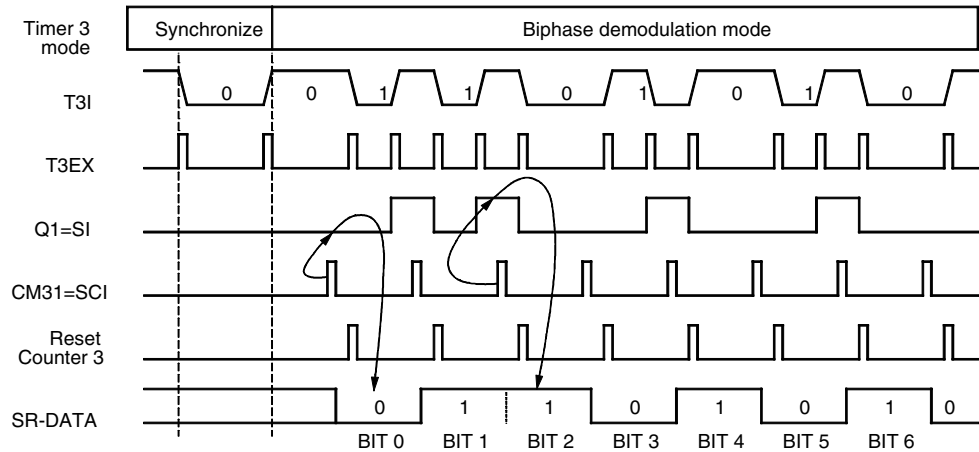 Timer 3 mode
Synchronize
Biphase demodulation mode
T3I
0 0 1 1 0 1 0 1 0
T3EX
Q1=SI
CM31=SCI
Reset
Counter 3
SR-DATA
0 1 1 0 1 0 1 0
BIT 0 BIT 1 BIT 2 BIT 3 BIT 4 BIT 5 BIT 6